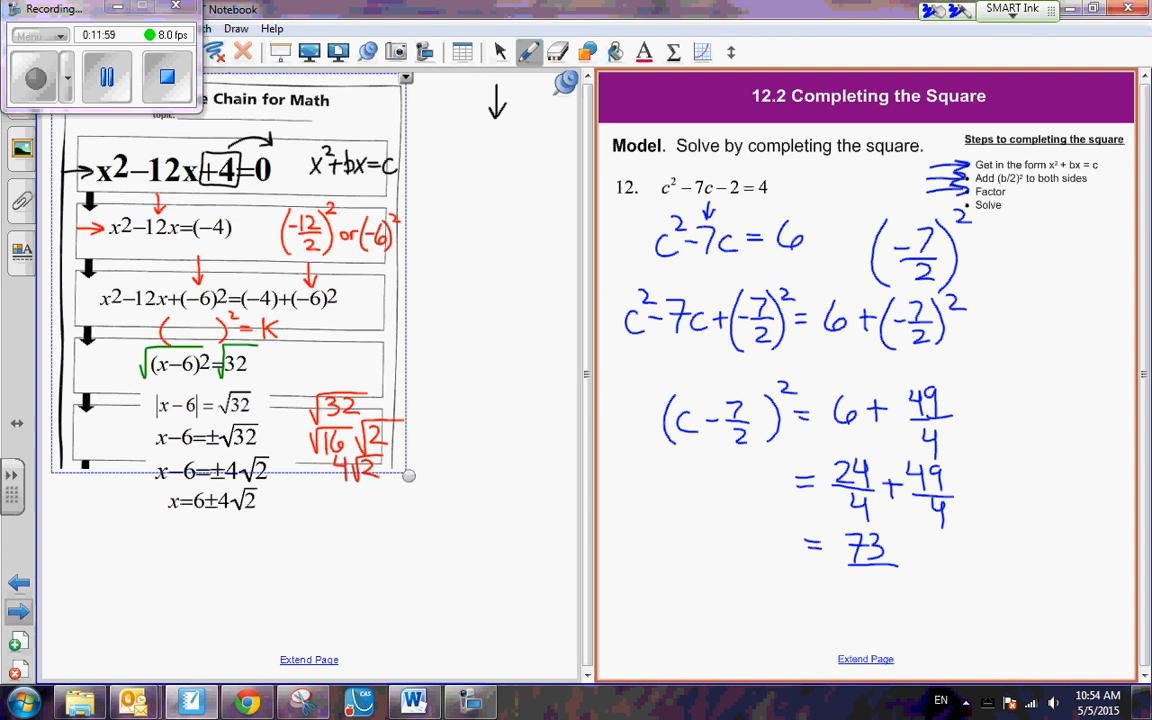 Recording...
T Notebook
SMART Ink
Menu
0:11:59
8.0 fps
Draw Help
e Chain for Math
topic:
x2−12x+4=0 x²+bx=c
x2−12x=(−4) (-12/2)² or (-6)²
x2−12x+(−6)2=(−4)+(−6)2
( )² = K
√(x−6)2=√32
|x−6| = √32
x−6=±√32
x−6=±4√2
x=6±4√2
√32
√16 √2
4√2
Extend Page
12.2 Completing the Square
Model. Solve by completing the square.
Steps to completing the square
Get in the form x² + bx = c
Add (b/2)² to both sides
Factor
Solve
12. c² − 7c − 2 = 4
c² - 7c = 6 (-7/2)²
c² - 7c + (-7/2)² = 6 + (-7/2)²
(c - 7/2)² = 6 + 49/4
= 24/4 + 49/4
= 73
Extend Page
EN
10:54 AM
5/5/2015